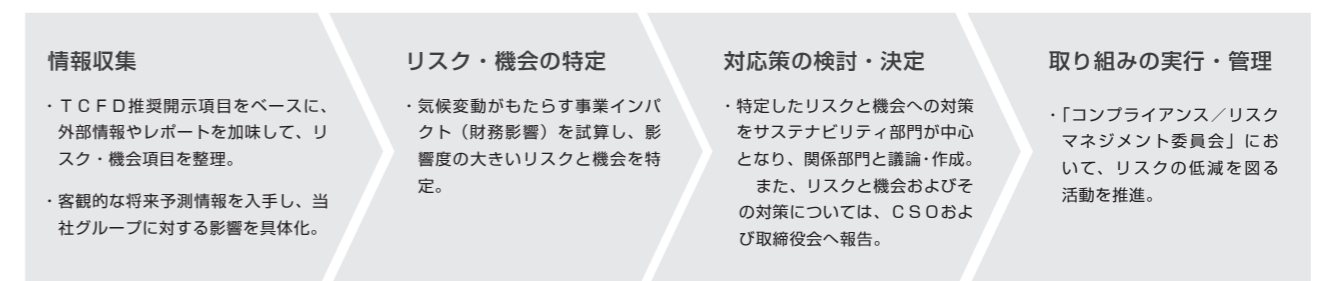 情報収集
・ＴＣＦＤ推奨開示項目をベースに、
外部情報やレポートを加味して、リ
スク・機会項目を整理。
・客観的な将来予測情報を入手し、当
社グループに対する影響を具体化。
リスク・機会の特定
・気候変動がもたらす事業インパ
クト（財務影響）を試算し、影
響度の大きいリスクと機会を特
定。
対応策の検討・決定
・特定したリスクと機会への対策
をサステナビリティ部門が中心
となり、関係部門と議論・作成。
また、リスクと機会およびそ
の対策については、ＣＳＯおよ
び取締役会へ報告。
取り組みの実行・管理
・「コンプライアンス／リスク
マネジメント委員会」にお
いて、リスクの低減を図る
活動を推進。